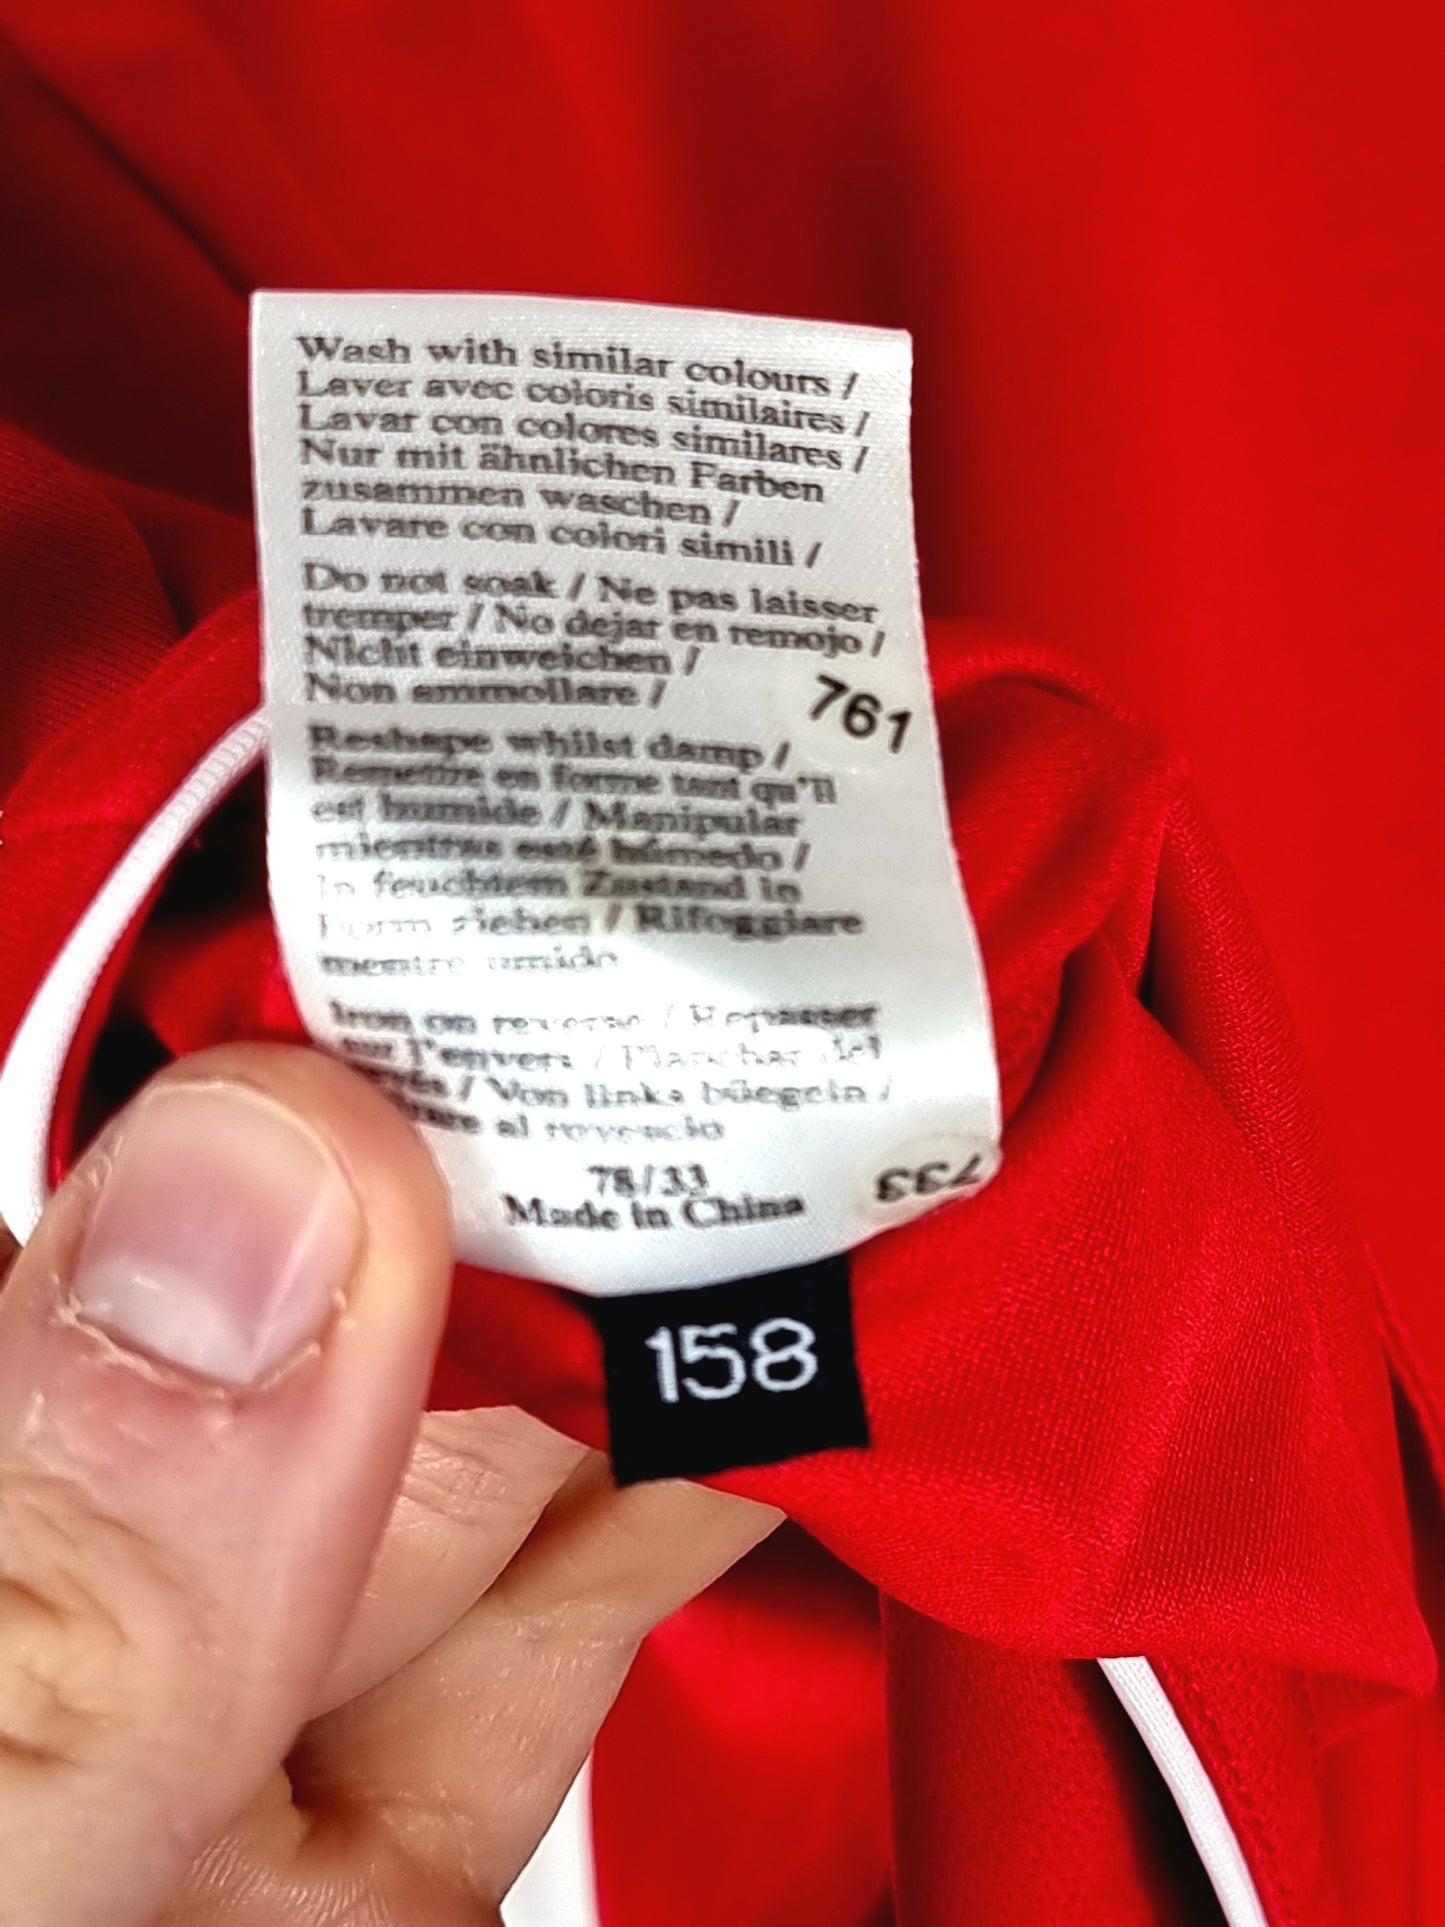 Wash with similar colours /
Laver avec coloris similaires /
Lavar con colores similares /
Nur mit ähnlichen Farben
zusammen waschen /
Lavare con colori simili /
Do not soak / Ne pas laisser
tremper / No dejar en remojo /
Nicht einweichen /
Non ammollare /
761
Reshape whilst damp /
Remettre en forme tant qu'll
est humide / Manipular
mientras esté húmedo /
In feuchtem Zustand in
Form ziehen / Rifoggiare
mentre umido
Iron on reverse / Repasser
sur l'envers / Planchar del
/ Von links bügeln /
al rovescio
78/33
Made in China
733
158